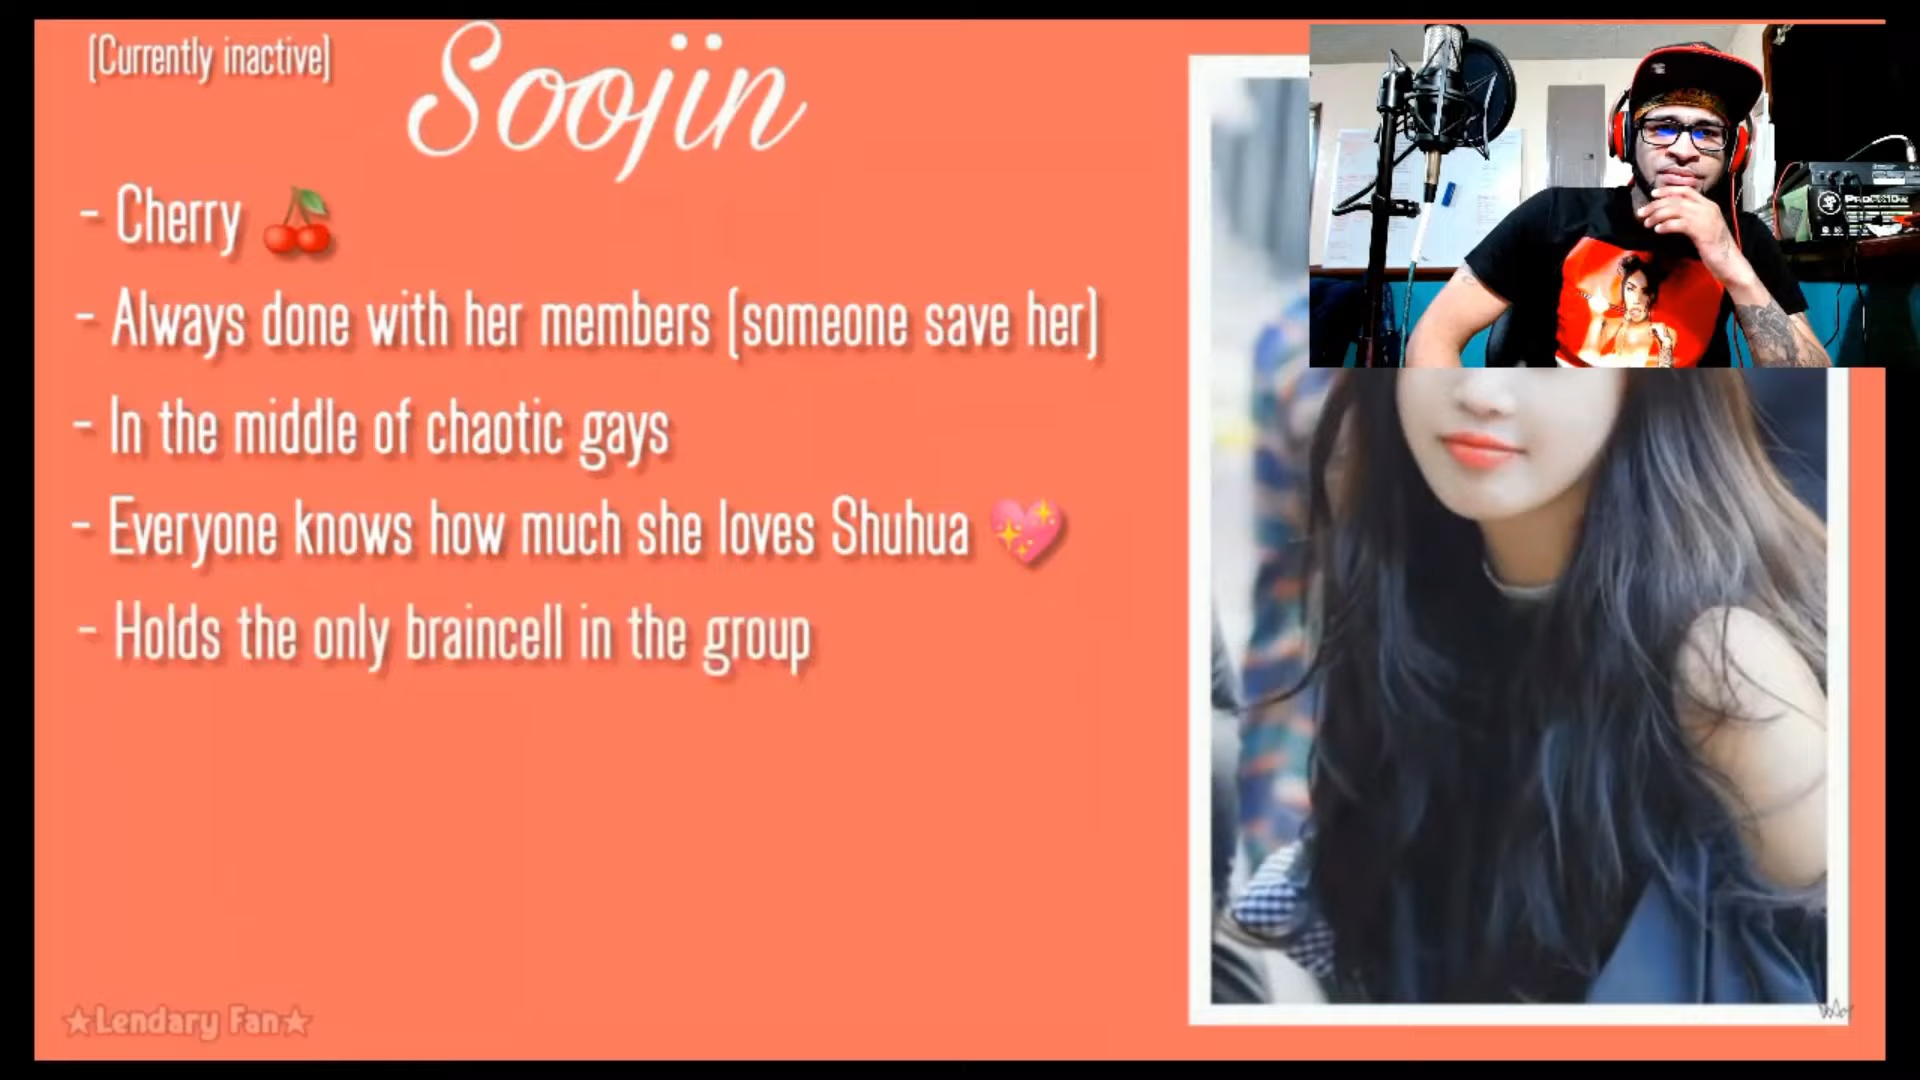 (Currently inactive)
Soojin
- Cherry 🍒
- Always done with her members (someone save her)
- In the middle of chaotic gays
- Everyone knows how much she loves Shuhua 💖
- Holds the only braincell in the group
★Lendary Fan★